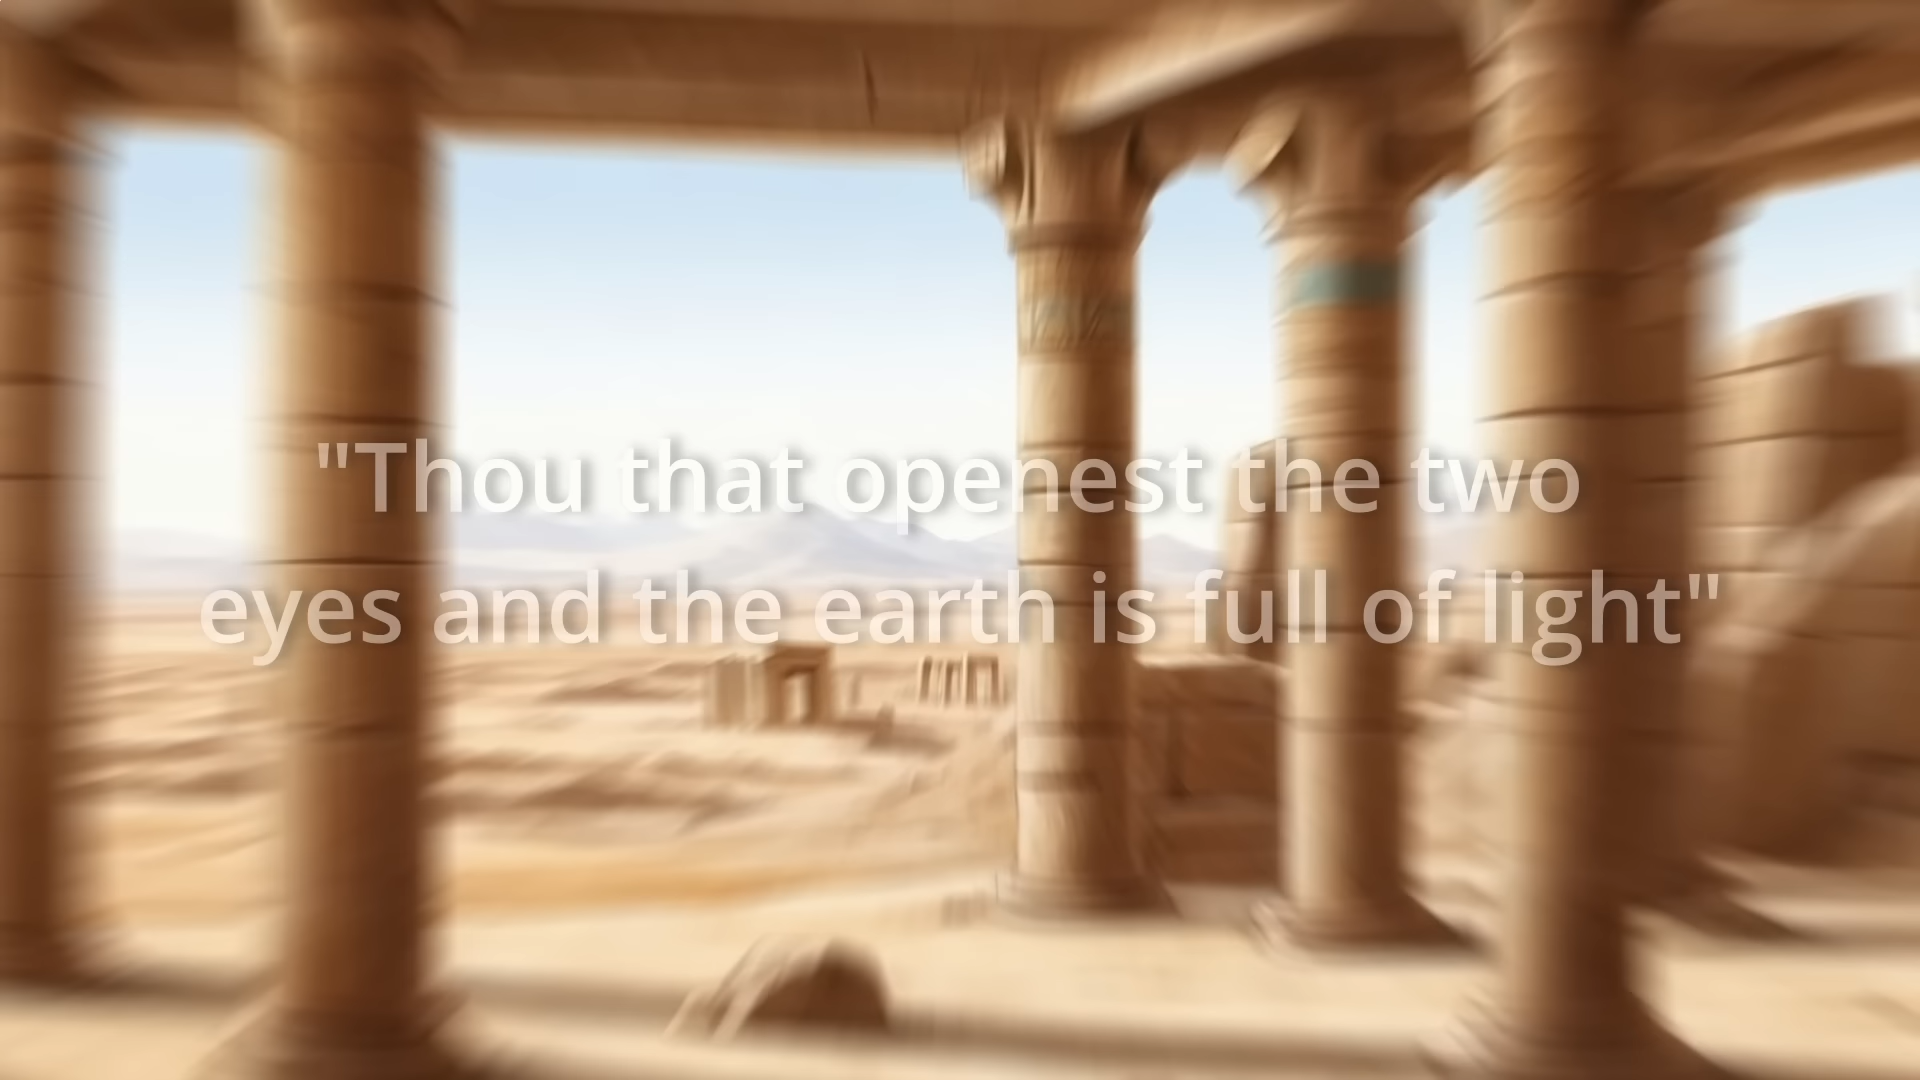 "Thou that openest the two
eyes and the earth is full of light"